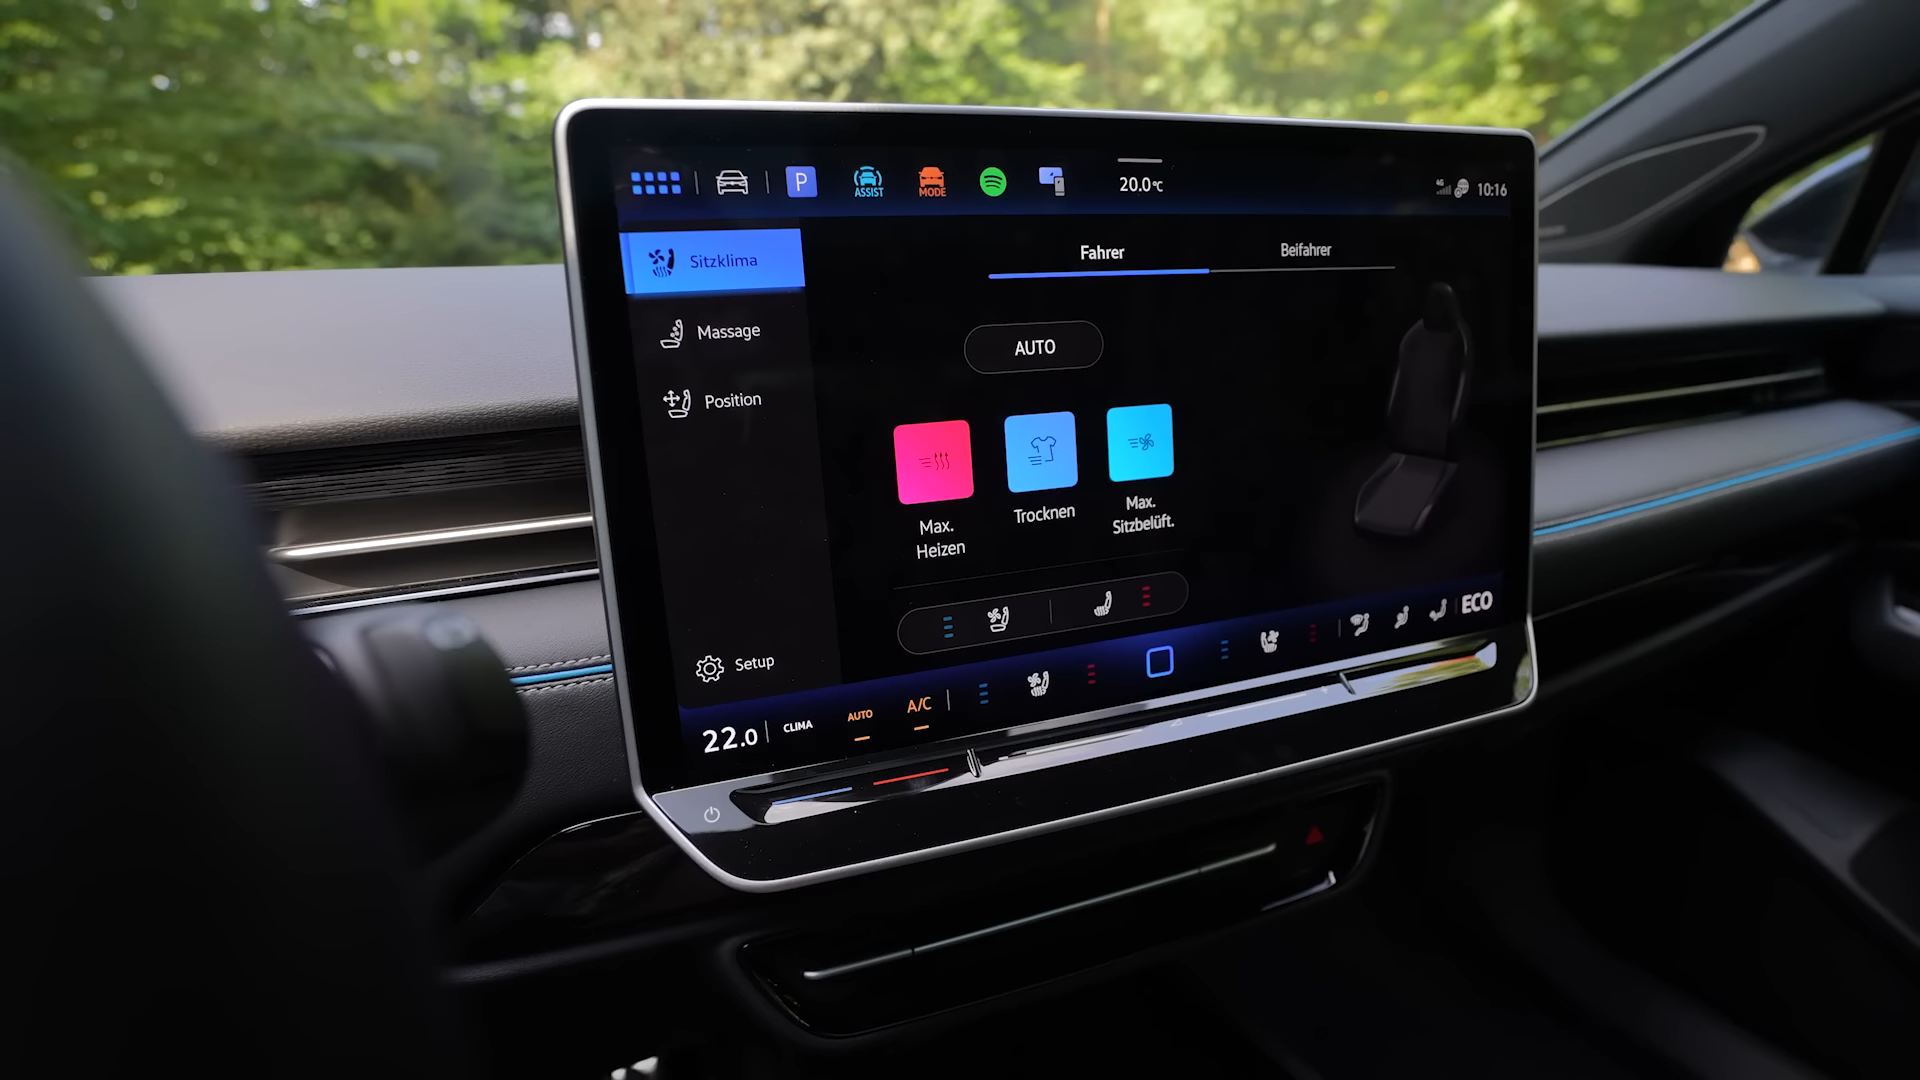 P
ASSIST
MODE
20.0°C
4G
10:16
Sitzklima
Massage
Position
Setup
Fahrer
Beifahrer
AUTO
Max.
Heizen
Trocknen
Max.
Sitzbelüft.
22.0
CLIMA
AUTO
A/C
ECO